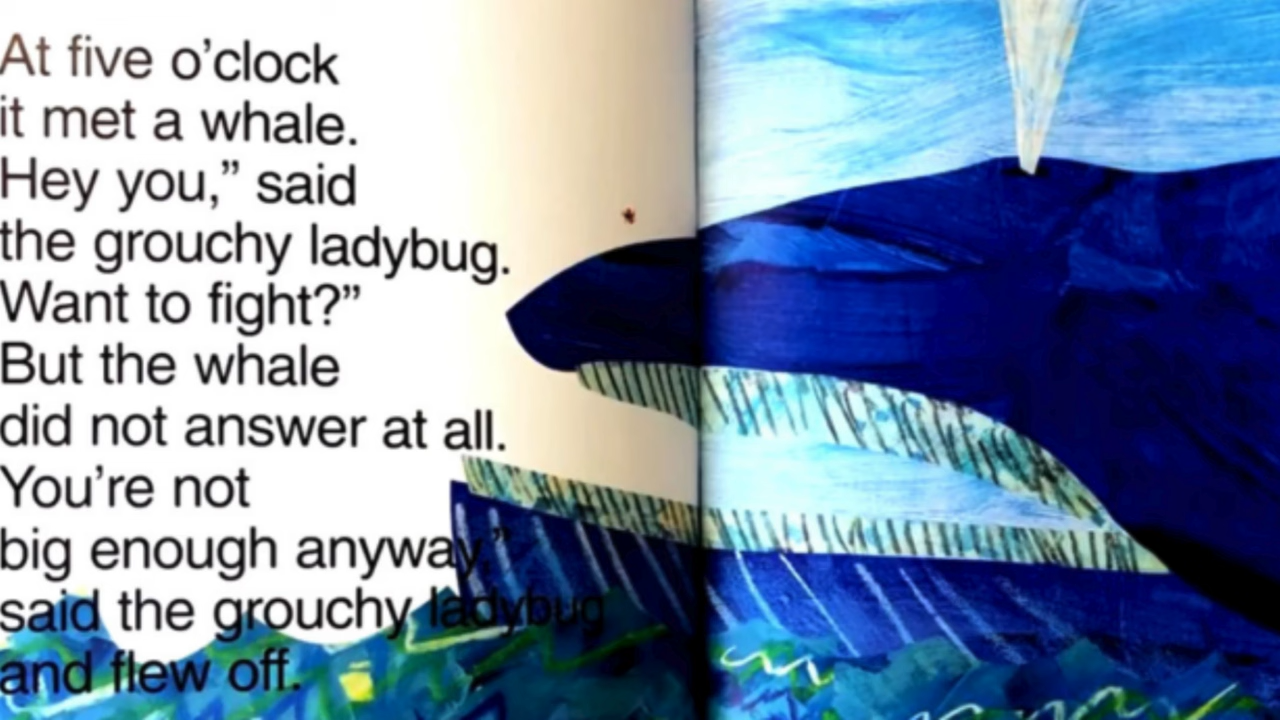 At five o’clock
it met a whale.
Hey you,” said
the grouchy ladybug.
Want to fight?”
But the whale
did not answer at all.
You’re not
big enough anyway,”
said the grouchy ladybug
and flew off.